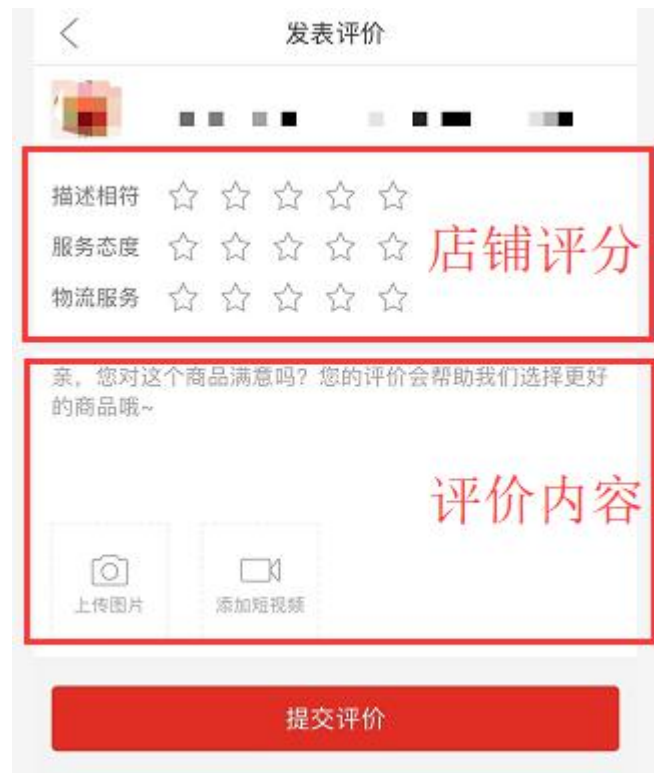 发表评价
描述相符
服务态度
物流服务
店铺评分
亲，您对这个商品满意吗？您的评价会帮助我们选择更好
的商品哦~
评价内容
上传图片
添加短视频
提交评价